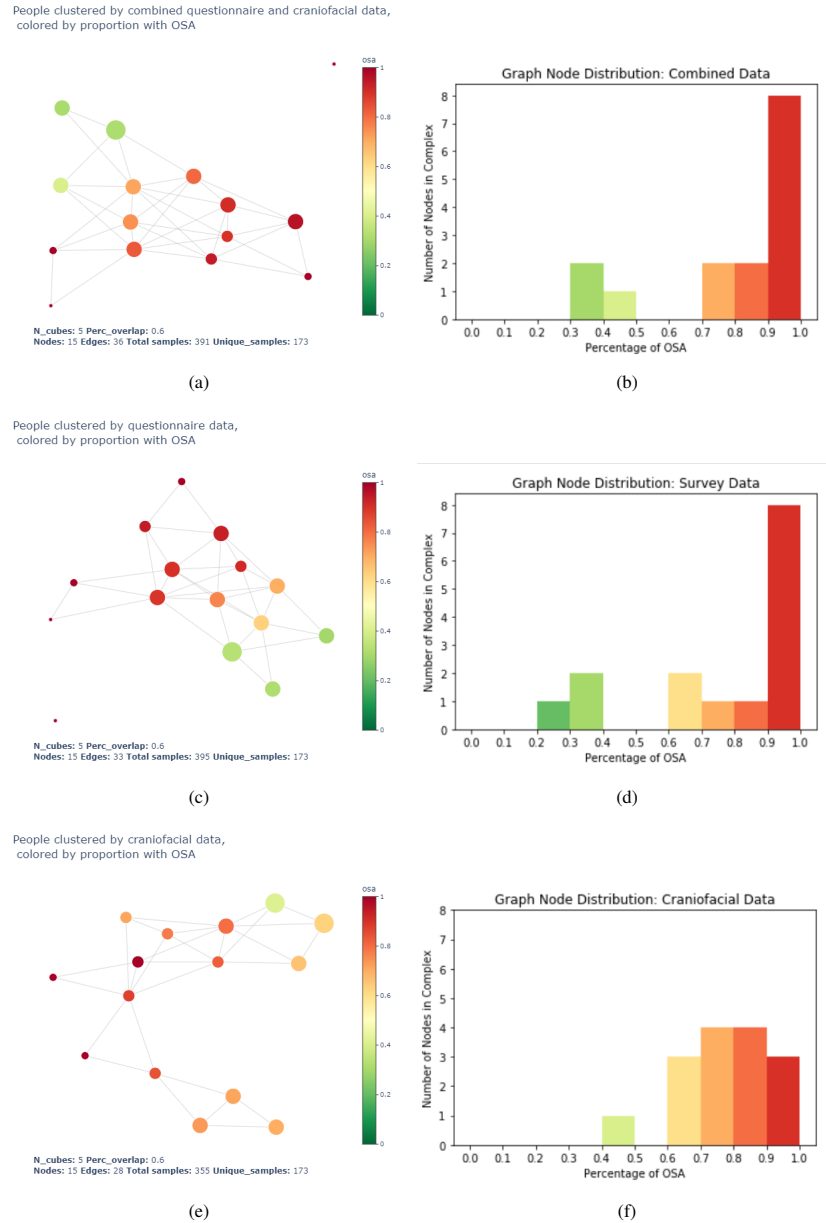 People clustered by combined questionnaire and craniofacial data,
colored by proportion with OSA
osa
1
0.8
0.6
0.4
0.2
0
N_cubes: 5 Perc_overlap: 0.6
Nodes: 15 Edges: 36 Total samples: 391 Unique_samples: 173
(a)
Graph Node Distribution: Combined Data
Number of Nodes in Complex
8
7
6
5
4
3
2
1
0
0.0 0.1 0.2 0.3 0.4 0.5 0.6 0.7 0.8 0.9 1.0
Percentage of OSA
(b)
People clustered by questionnaire data,
colored by proportion with OSA
osa
1
0.8
0.6
0.4
0.2
0
N_cubes: 5 Perc_overlap: 0.6
Nodes: 15 Edges: 33 Total samples: 395 Unique_samples: 173
(c)
Graph Node Distribution: Survey Data
Number of Nodes in Complex
8
7
6
5
4
3
2
1
0
0.0 0.1 0.2 0.3 0.4 0.5 0.6 0.7 0.8 0.9 1.0
Percentage of OSA
(d)
People clustered by craniofacial data,
colored by proportion with OSA
osa
1
0.8
0.6
0.4
0.2
0
N_cubes: 5 Perc_overlap: 0.6
Nodes: 15 Edges: 28 Total samples: 355 Unique_samples: 173
(e)
Graph Node Distribution: Craniofacial Data
Number of Nodes in Complex
8
7
6
5
4
3
2
1
0
0.0 0.1 0.2 0.3 0.4 0.5 0.6 0.7 0.8 0.9 1.0
Percentage of OSA
(f)